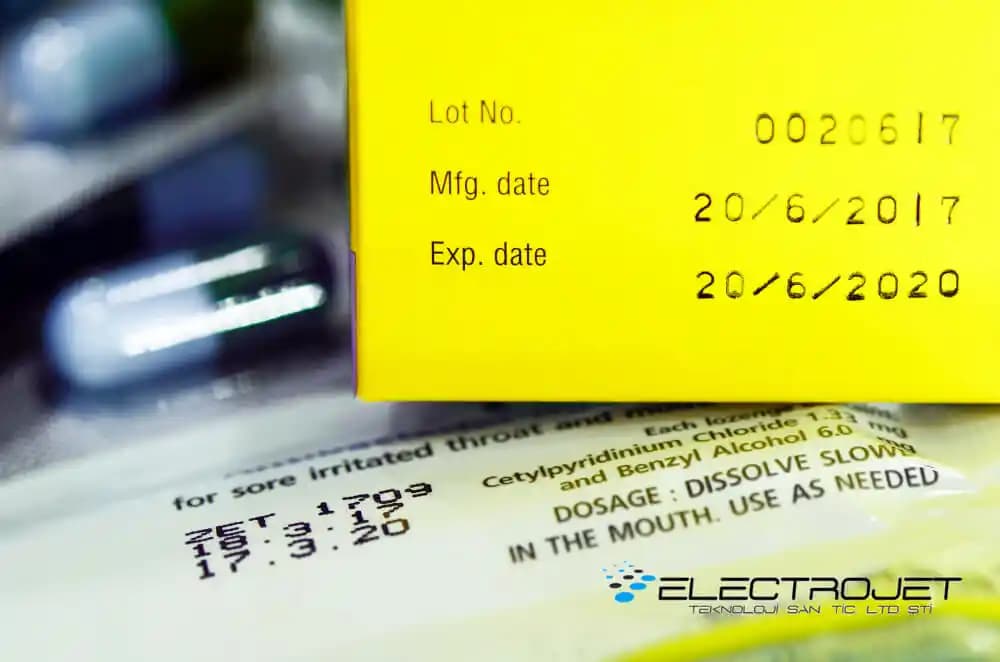 Lot No. 0020617
Mfg. date 20/6/2017
Exp. date 20/6/2020
for sore irritated throat and
Each lozenge
Cetylpyridinium Chloride 1.33 mg
and Benzyl Alcohol 6.0 mg
DOSAGE : DISSOLVE SLOWLY
IN THE MOUTH. USE AS NEEDED
ZET 1709
18.3.17
17.3.20
ELECTROJET
TEKNOLOJİ SAN TİC LTD ŞTİ